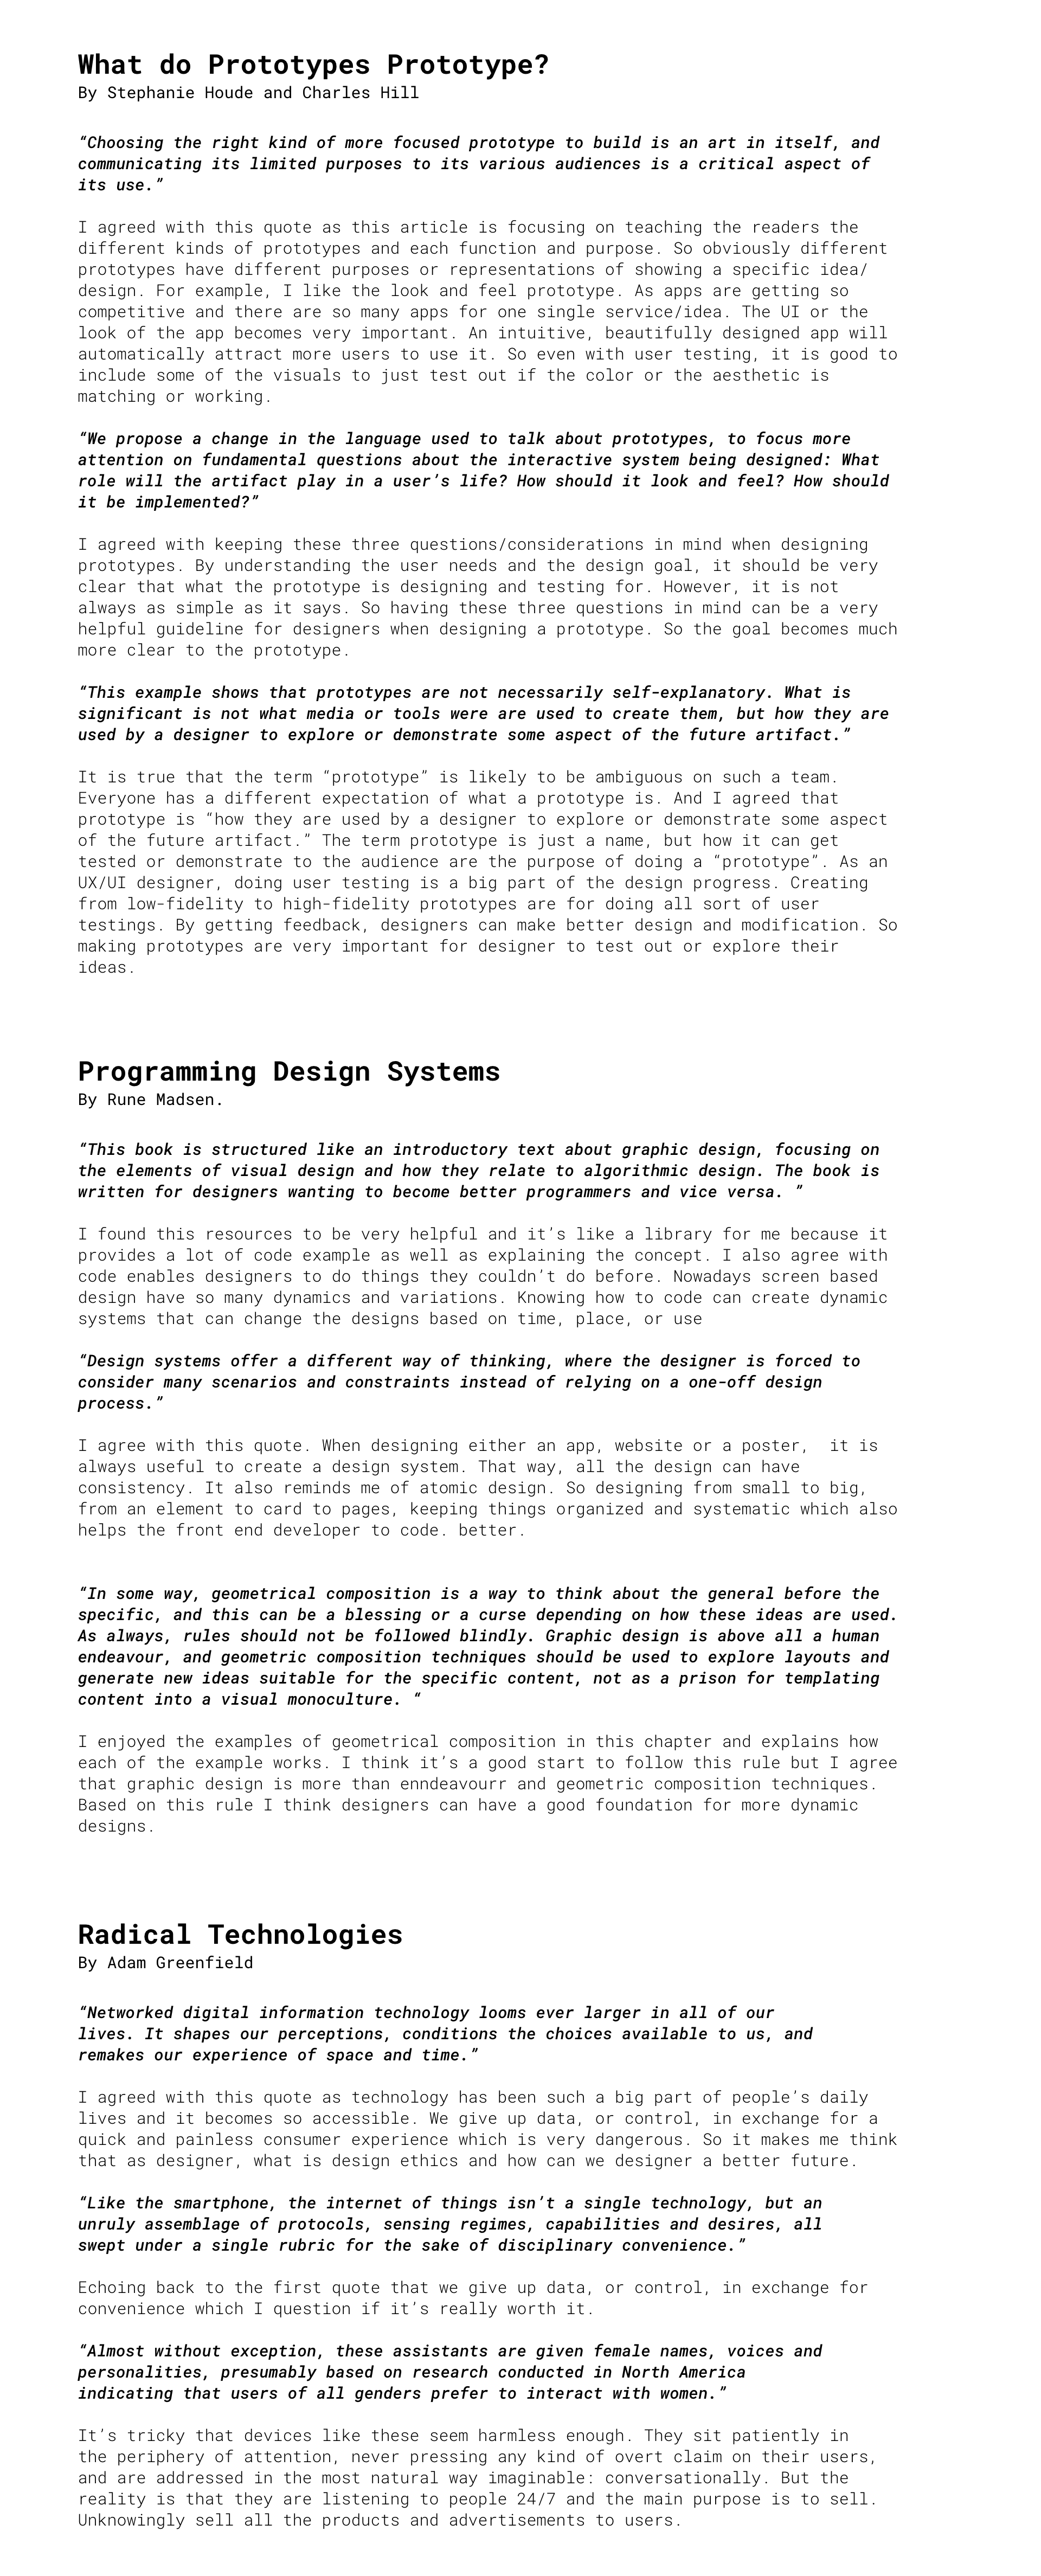 What do Prototypes Prototype?
By Stephanie Houde and Charles Hill
“Choosing the right kind of more focused prototype to build is an art in itself, and
communicating its limited purposes to its various audiences is a critical aspect of
its use.”
I agreed with this quote as this article is focusing on teaching the readers the
different kinds of prototypes and each function and purpose. So obviously different
prototypes have different purposes or representations of showing a specific idea/
design. For example, I like the look and feel prototype. As apps are getting so
competitive and there are so many apps for one single service/idea. The UI or the
look of the app becomes very important. An intuitive, beautifully designed app will
automatically attract more users to use it. So even with user testing, it is good to
include some of the visuals to just test out if the color or the aesthetic is
matching or working.
“We propose a change in the language used to talk about prototypes, to focus more
attention on fundamental questions about the interactive system being designed: What
role will the artifact play in a user’s life? How should it look and feel? How should
it be implemented?”
I agreed with keeping these three questions/considerations in mind when designing
prototypes. By understanding the user needs and the design goal, it should be very
clear that what the prototype is designing and testing for. However, it is not
always as simple as it says. So having these three questions in mind can be a very
helpful guideline for designers when designing a prototype. So the goal becomes much
more clear to the prototype.
“This example shows that prototypes are not necessarily self-explanatory. What is
significant is not what media or tools were are used to create them, but how they are
used by a designer to explore or demonstrate some aspect of the future artifact.”
It is true that the term “prototype” is likely to be ambiguous on such a team.
Everyone has a different expectation of what a prototype is. And I agreed that
prototype is “how they are used by a designer to explore or demonstrate some aspect
of the future artifact.” The term prototype is just a name, but how it can get
tested or demonstrate to the audience are the purpose of doing a “prototype”. As an
UX/UI designer, doing user testing is a big part of the design progress. Creating
from low-fidelity to high-fidelity prototypes are for doing all sort of user
testings. By getting feedback, designers can make better design and modification. So
making prototypes are very important for designer to test out or explore their
ideas.
Programming Design Systems
By Rune Madsen.
“This book is structured like an introductory text about graphic design, focusing on
the elements of visual design and how they relate to algorithmic design. The book is
written for designers wanting to become better programmers and vice versa. ”
I found this resources to be very helpful and it’s like a library for me because it
provides a lot of code example as well as explaining the concept. I also agree with
code enables designers to do things they couldn’t do before. Nowadays screen based
design have so many dynamics and variations. Knowing how to code can create dynamic
systems that can change the designs based on time, place, or use
“Design systems offer a different way of thinking, where the designer is forced to
consider many scenarios and constraints instead of relying on a one-off design
process.”
I agree with this quote. When designing either an app, website or a poster,  it is
always useful to create a design system. That way, all the design can have
consistency. It also reminds me of atomic design. So designing from small to big,
from an element to card to pages, keeping things organized and systematic which also
helps the front end developer to code. better.
“In some way, geometrical composition is a way to think about the general before the
specific, and this can be a blessing or a curse depending on how these ideas are used.
As always, rules should not be followed blindly. Graphic design is above all a human
endeavour, and geometric composition techniques should be used to explore layouts and
generate new ideas suitable for the specific content, not as a prison for templating
content into a visual monoculture. “
I enjoyed the examples of geometrical composition in this chapter and explains how
each of the example works. I think it’s a good start to follow this rule but I agree
that graphic design is more than enndeavourr and geometric composition techniques.
Based on this rule I think designers can have a good foundation for more dynamic
designs.
Radical Technologies
By Adam Greenfield
“Networked digital information technology looms ever larger in all of our
lives. It shapes our perceptions, conditions the choices available to us, and
remakes our experience of space and time.”
I agreed with this quote as technology has been such a big part of people’s daily
lives and it becomes so accessible. We give up data, or control, in exchange for a
quick and painless consumer experience which is very dangerous. So it makes me think
that as designer, what is design ethics and how can we designer a better future.
“Like the smartphone, the internet of things isn’t a single technology, but an
unruly assemblage of protocols, sensing regimes, capabilities and desires, all
swept under a single rubric for the sake of disciplinary convenience.”
Echoing back to the first quote that we give up data, or control, in exchange for
convenience which I question if it’s really worth it.
“Almost without exception, these assistants are given female names, voices and
personalities, presumably based on research conducted in North America
indicating that users of all genders prefer to interact with women.”
It’s tricky that devices like these seem harmless enough. They sit patiently in
the periphery of attention, never pressing any kind of overt claim on their users,
and are addressed in the most natural way imaginable: conversationally. But the
reality is that they are listening to people 24/7 and the main purpose is to sell.
Unknowingly sell all the products and advertisements to users.